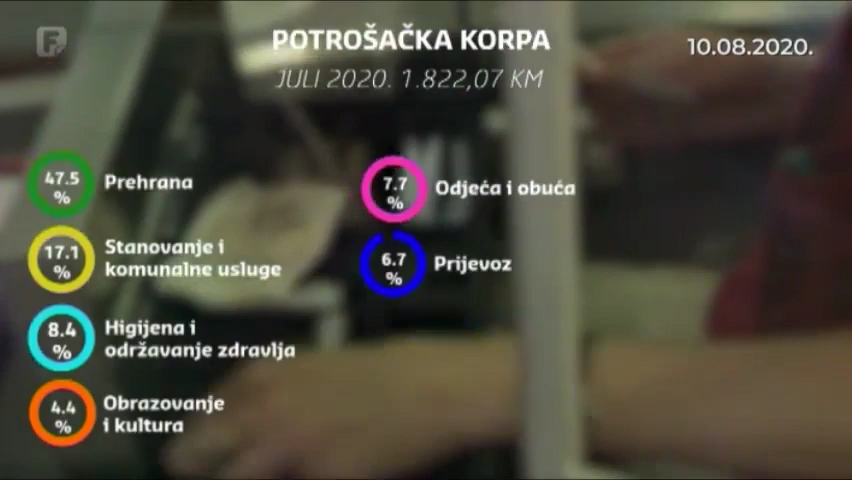 POTROŠAČKA KORPA
10.08.2020.
JULI 2020. 1.822,07 KM
47.5
%
Prehrana
17.1
%
Stanovanje i
komunalne usluge
8.4
%
Higijena i
održavanje zdravlja
4.4
%
Obrazovanje
i kultura
7.7
%
Odjeća i obuća
6.7
%
Prijevoz